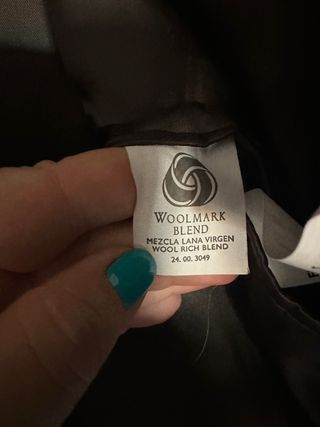 WOOLMARK
BLEND
MEZCLA LANA VIRGEN
WOOL RICH BLEND
24. 00. 3049